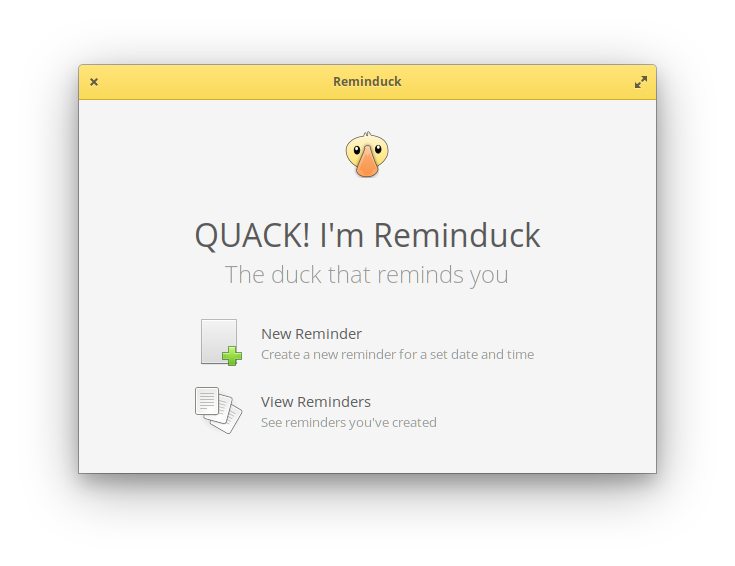 Reminduck
QUACK! I'm Reminduck
The duck that reminds you
New Reminder
Create a new reminder for a set date and time
View Reminders
See reminders you've created